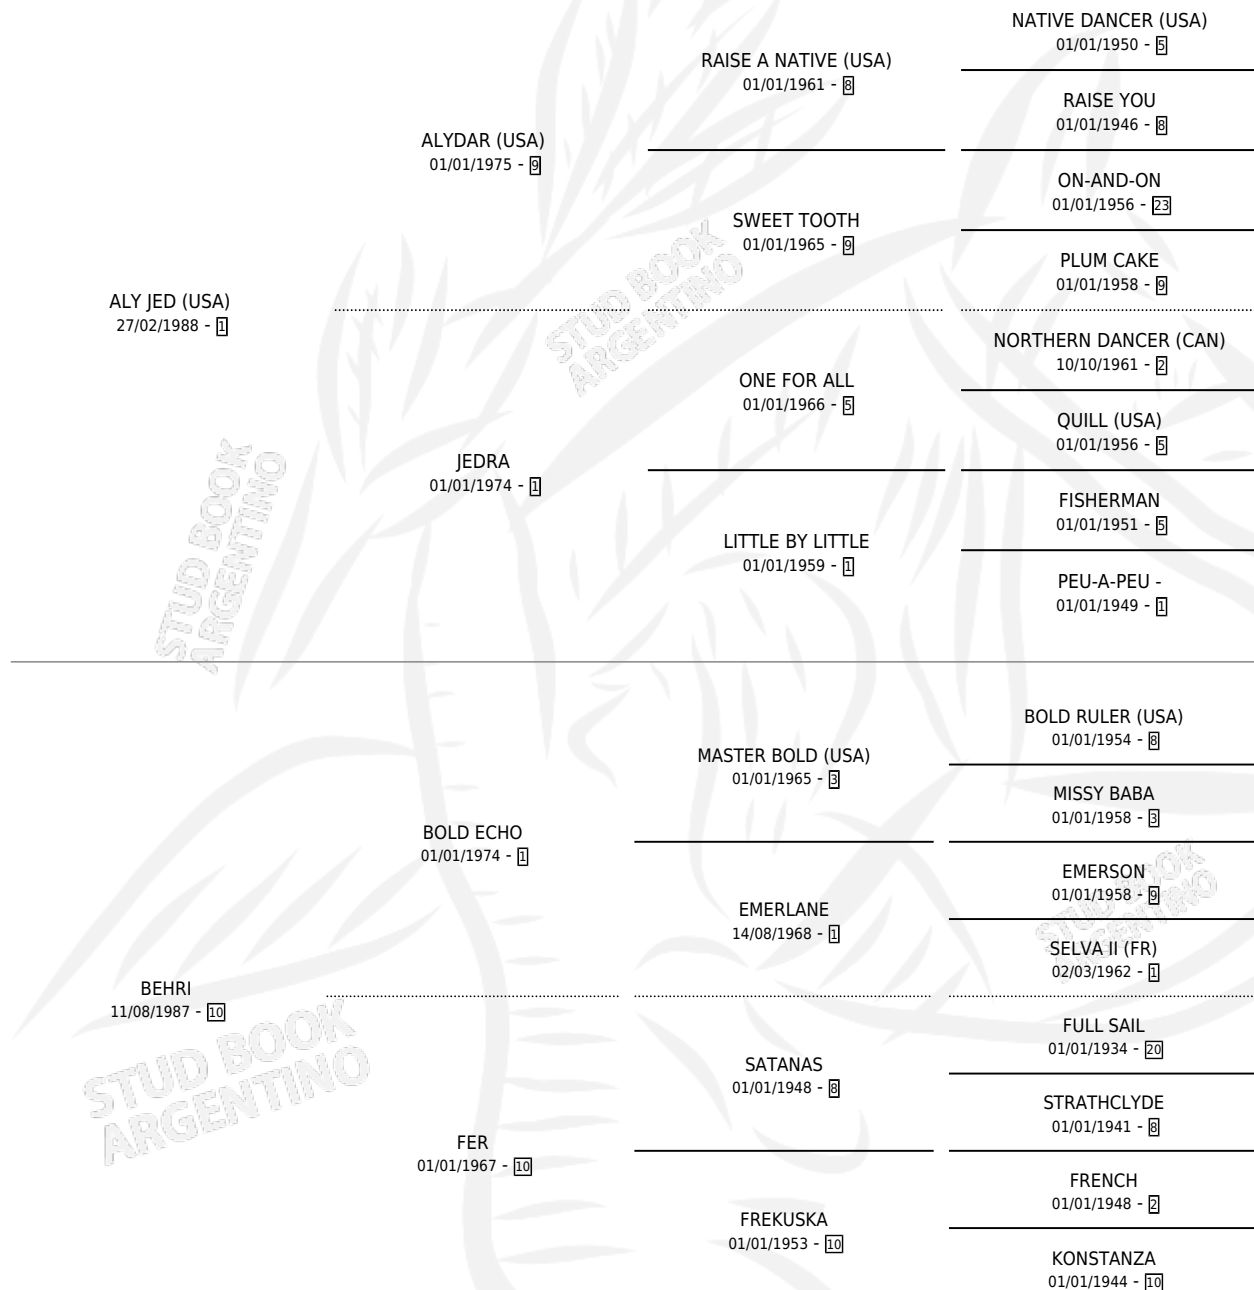 NATIVE DANCER (USA)
01/01/1950 - 5
RAISE A NATIVE (USA)
01/01/1961 - 8
RAISE YOU
01/01/1946 - 8
ALYDAR (USA)
01/01/1975 - 9
ON-AND-ON
01/01/1956 - 23
SWEET TOOTH
01/01/1965 - 9
PLUM CAKE
01/01/1958 - 9
ALY JED (USA)
27/02/1988 - 1
STUD BOOK
ARGENTINO
NORTHERN DANCER (CAN)
10/10/1961 - 2
ONE FOR ALL
01/01/1966 - 5
QUILL (USA)
01/01/1956 - 5
JEDRA
01/01/1974 - 1
FISHERMAN
01/01/1951 - 5
LITTLE BY LITTLE
01/01/1959 - 1
PEU-A-PEU -
01/01/1949 - 1
STUD BOOK
ARGENTINO
BOLD RULER (USA)
01/01/1954 - 8
MASTER BOLD (USA)
01/01/1965 - 3
MISSY BABA
01/01/1958 - 3
BOLD ECHO
01/01/1974 - 1
EMERSON
01/01/1958 - 9
EMERLANE
14/08/1968 - 1
STUD BOOK
ARGENTINO
SELVA II (FR)
02/03/1962 - 1
BEHRI
11/08/1987 - 10
FULL SAIL
01/01/1934 - 20
SATANAS
01/01/1948 - 8
STUD BOOK
ARGENTINO
STRATHCLYDE
01/01/1941 - 8
FER
01/01/1967 - 10
FRENCH
01/01/1948 - 2
FREKUSKA
01/01/1953 - 10
KONSTANZA
01/01/1944 - 10